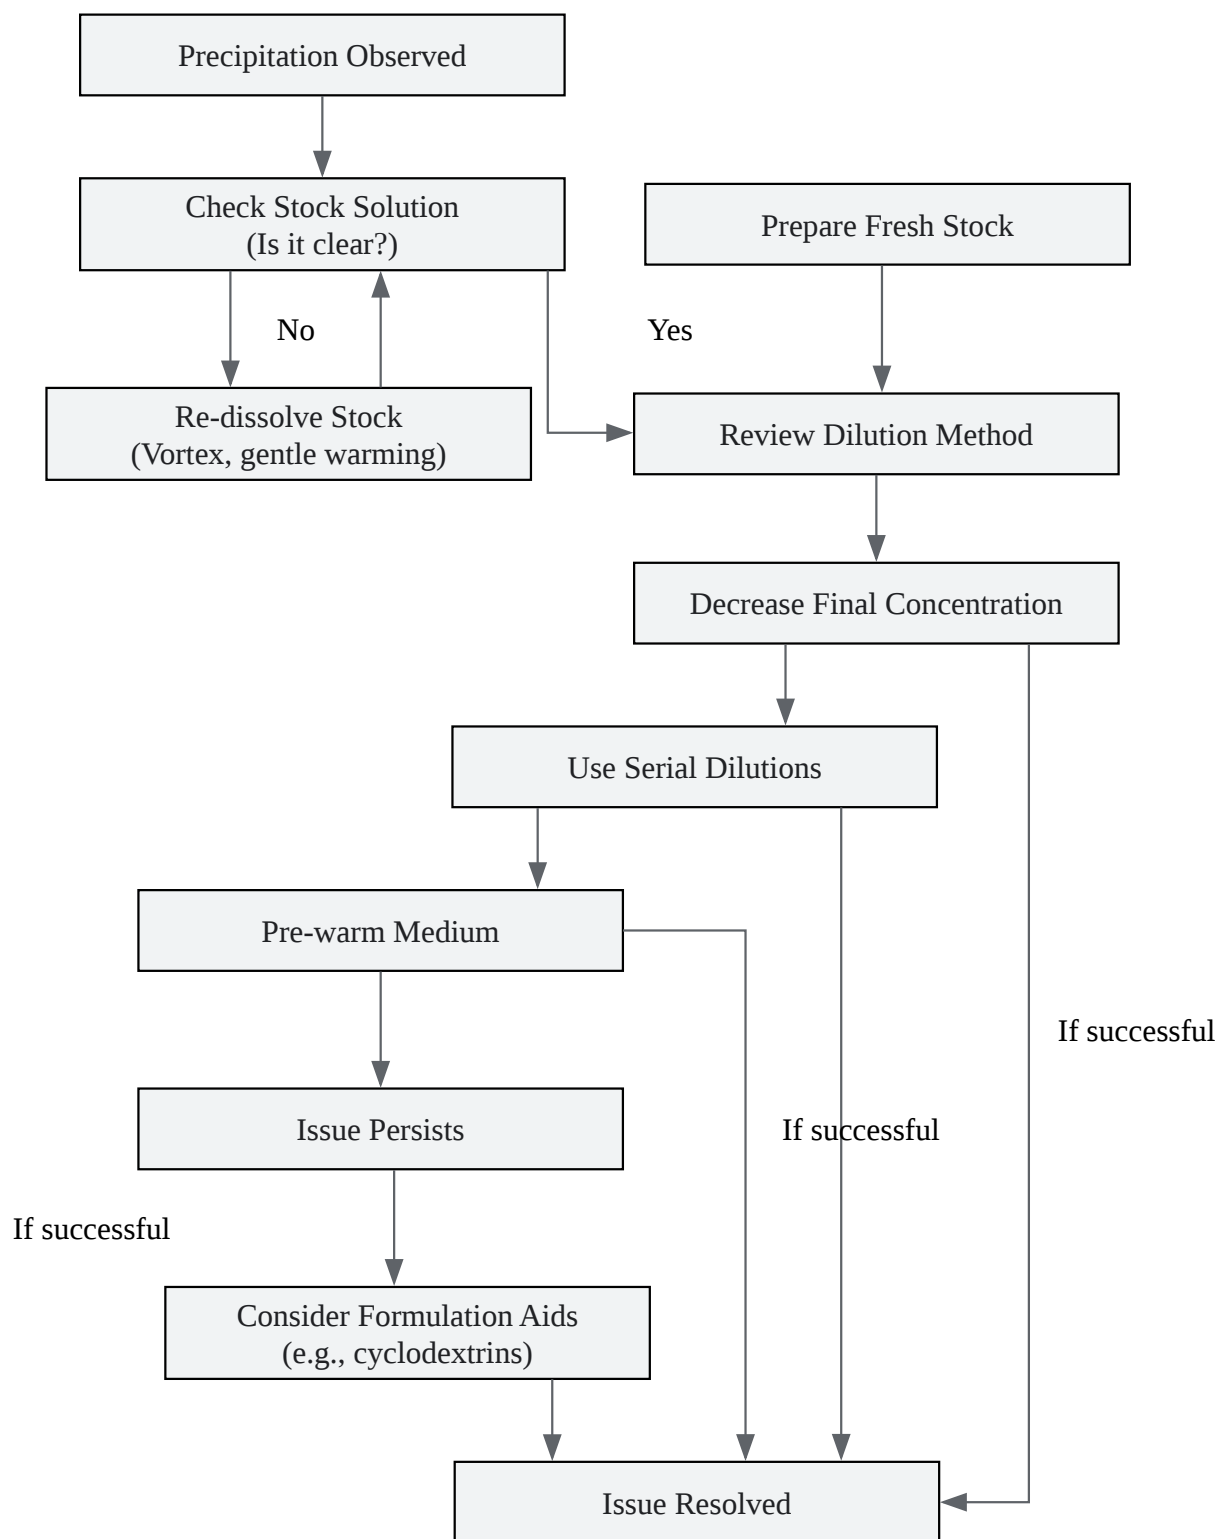 Precipitation Observed
Check Stock Solution
(Is it clear?)
Prepare Fresh Stock
No
Yes
Re-dissolve Stock
(Vortex, gentle warming)
Review Dilution Method
Decrease Final Concentration
Use Serial Dilutions
Pre-warm Medium
If successful
Issue Persists
If successful
If successful
Consider Formulation Aids
(e.g., cyclodextrins)
Issue Resolved